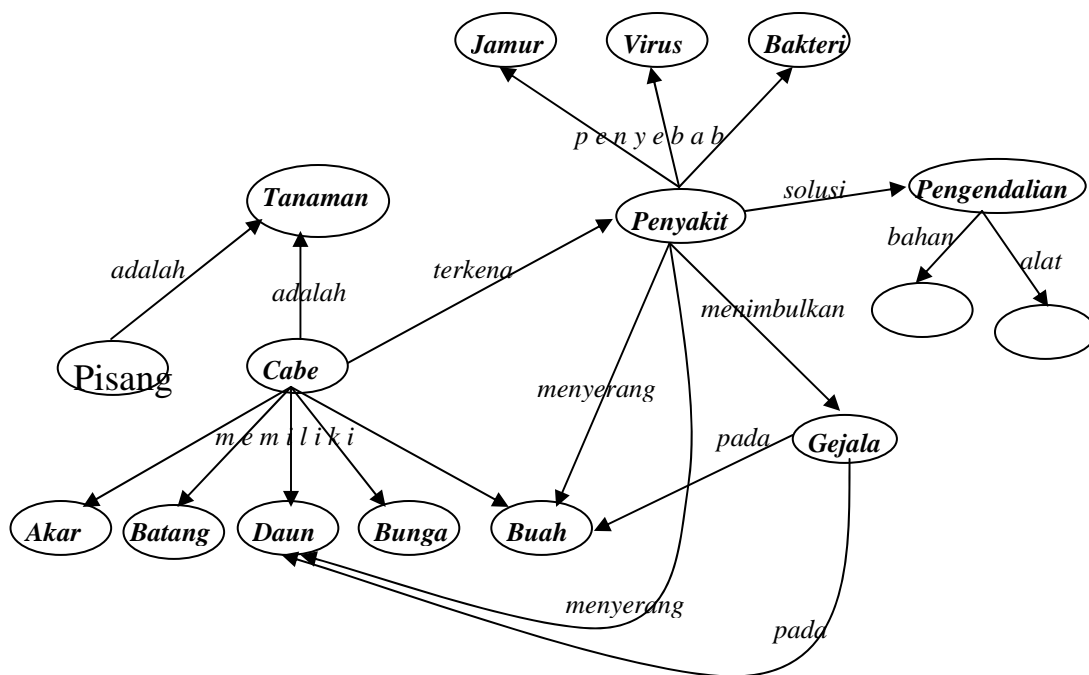 Jamur Virus Bakteri
p e n y e b a b
Tanaman solusi Pengendalian
Penyakit
bahan
adalah terkena alat
adalah
menimbulkan
Pisang Cabe
menyerang
m e m i l i k i pada Gejala
Akar Batang Daun Bunga Buah
menyerang
pada